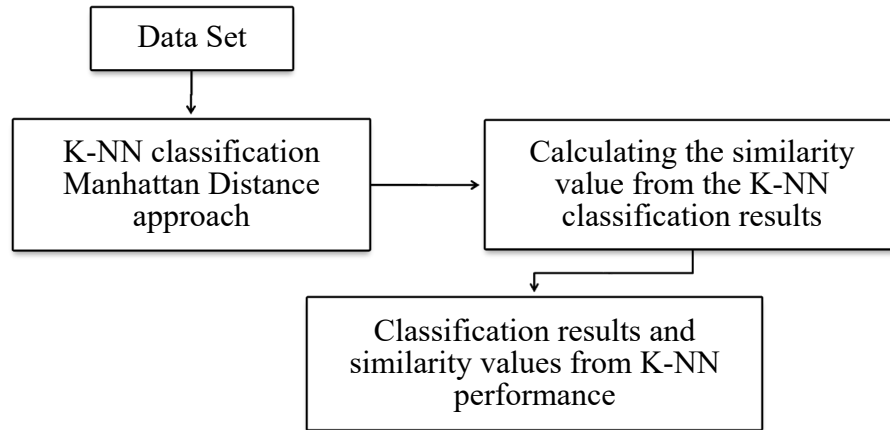 Data Set
K-NN classification
Manhattan Distance
approach
Calculating the similarity
value from the K-NN
classification results
Classification results and
similarity values from K-NN
performance